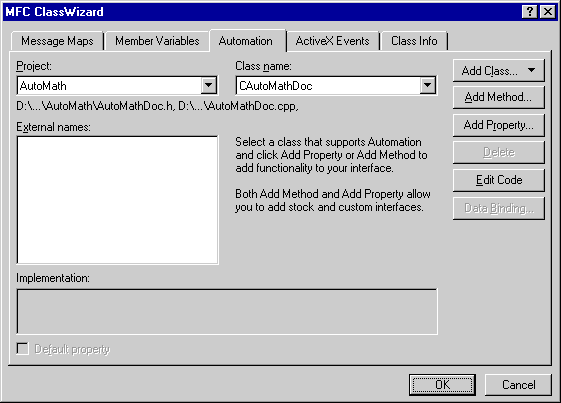 MFC ClassWizard
Message Maps
Member Variables
Automation
ActiveX Events
Class Info
Project:
Class name:
AutoMath
CAutoMathDoc
Add Class...
D:\...\AutoMath\AutoMathDoc.h, D:\...\AutoMathDoc.cpp,
Add Method...
External names:
Add Property...
Select a class that supports Automation
and click Add Property or Add Method to
add functionality to your interface.
Delete
Edit Code
Both Add Method and Add Property allow
you to add stock and custom interfaces.
Data Binding...
Implementation:
Default property
OK
Cancel